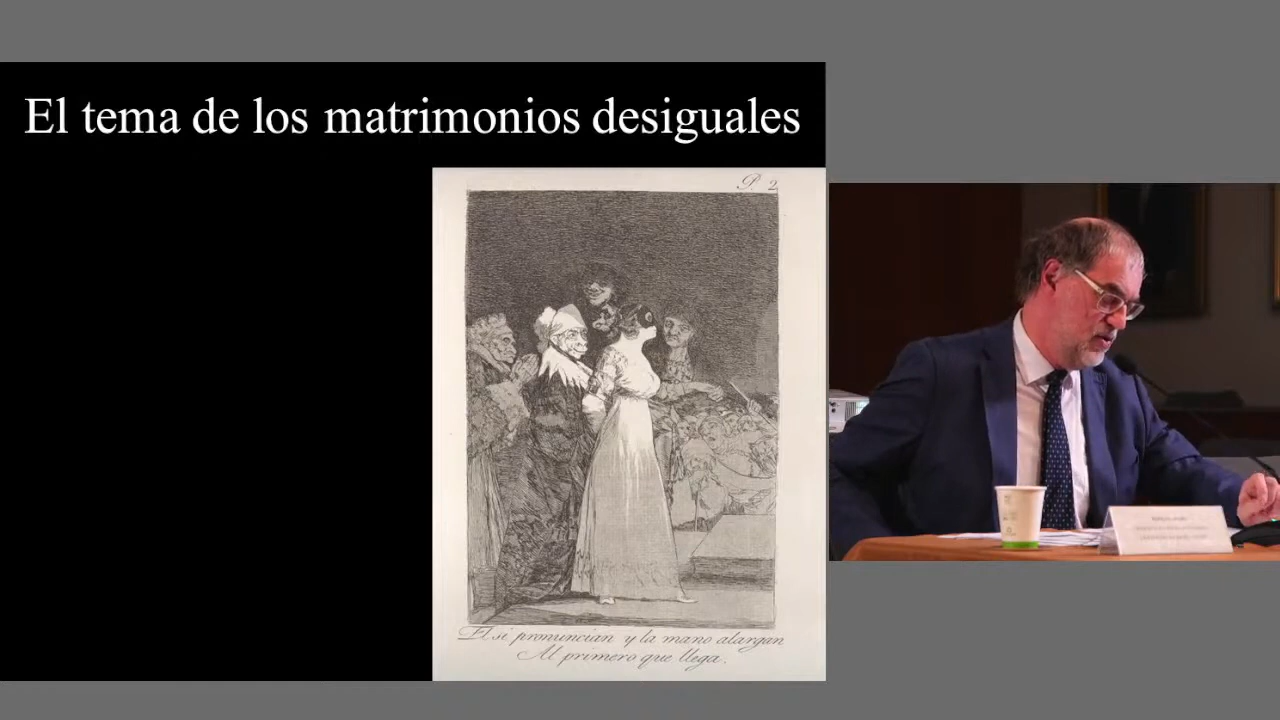 El tema de los matrimonios desiguales
P. 2
El si pronuncian y la mano alargan
Al primero que llega.